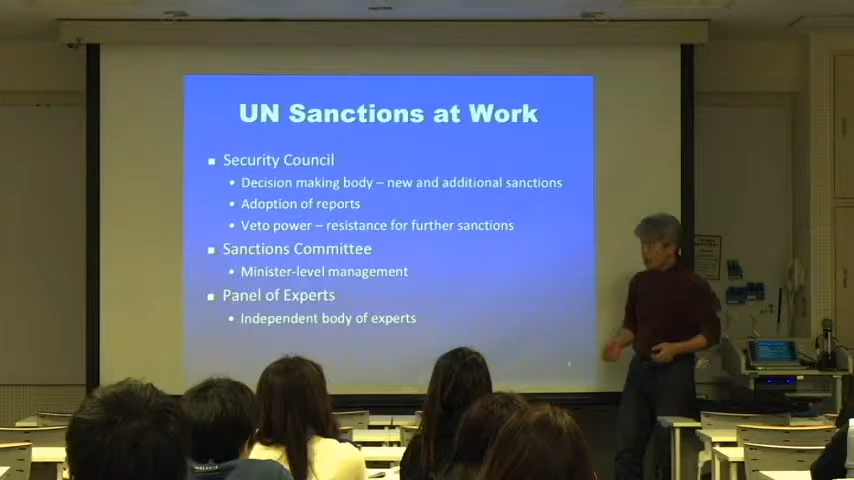 UN Sanctions at Work
■ Security Council
• Decision making body – new and additional sanctions
• Adoption of reports
• Veto power – resistance for further sanctions
■ Sanctions Committee
• Minister-level management
■ Panel of Experts
• Independent body of experts